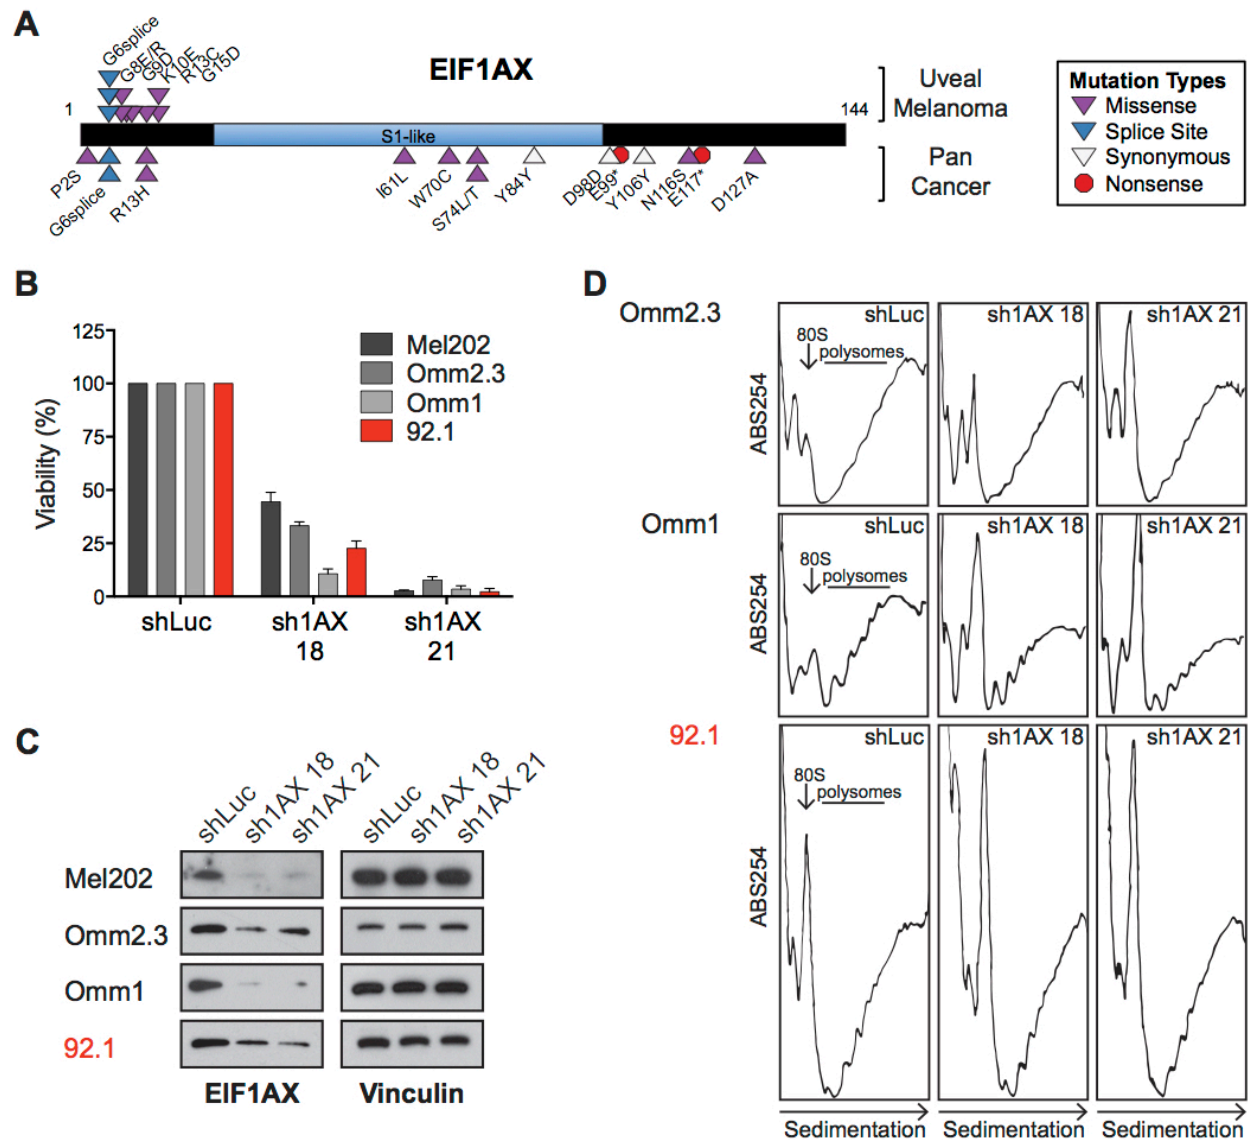 A
G6splice
G8E/R
G9D
K10E
R13C
G15D
EIF1AX
1
144
S1-like
Uveal
Melanoma
Pan
Cancer
P2S
G6splice
R13H
I61L
W70C
S74L/T
Y84Y
D98D
E99*
Y106Y
N116S
E117*
D127A
Mutation Types
Missense
Splice Site
Synonymous
Nonsense
B
Viability (%)
125
100
75
50
25
0
Mel202
Omm2.3
Omm1
92.1
shLuc
sh1AX
18
sh1AX
21
C
shLuc
sh1AX 18
sh1AX 21
shLuc
sh1AX 18
sh1AX 21
Mel202
Omm2.3
Omm1
92.1
EIF1AX
Vinculin
D
Omm2.3
ABS254
shLuc
80S
polysomes
sh1AX 18
sh1AX 21
Omm1
ABS254
shLuc
80S
polysomes
sh1AX 18
sh1AX 21
92.1
ABS254
shLuc
80S
polysomes
sh1AX 18
sh1AX 21
Sedimentation
Sedimentation
Sedimentation